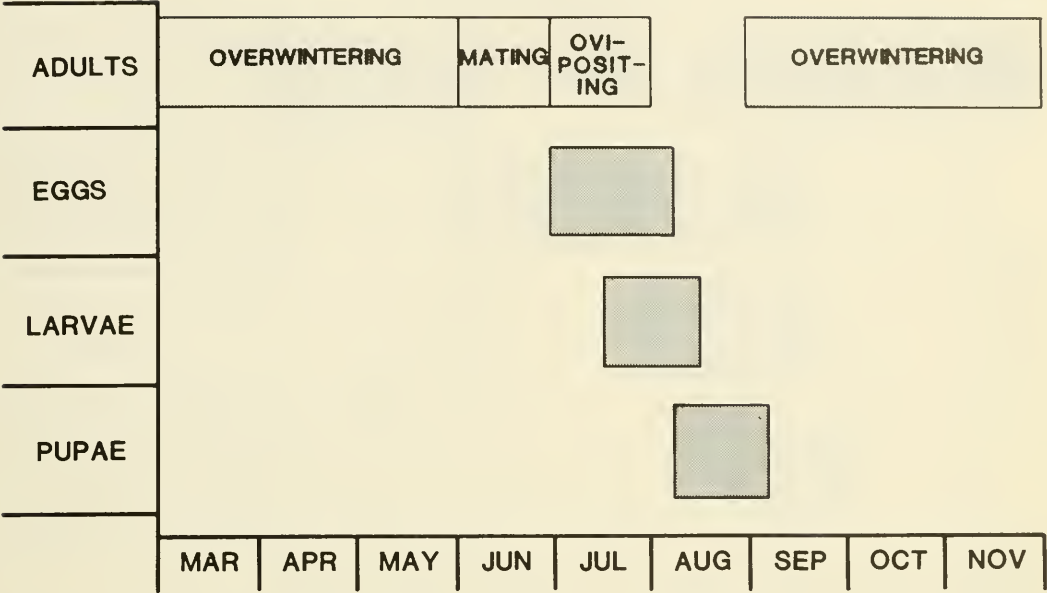 ADULTS
OVERWINTERING
MATING
OVI-
POSIT-
ING
OVERWINTERING
EGGS
LARVAE
PUPAE
MAR APR MAY JUN JUL AUG SEP OCT NOV